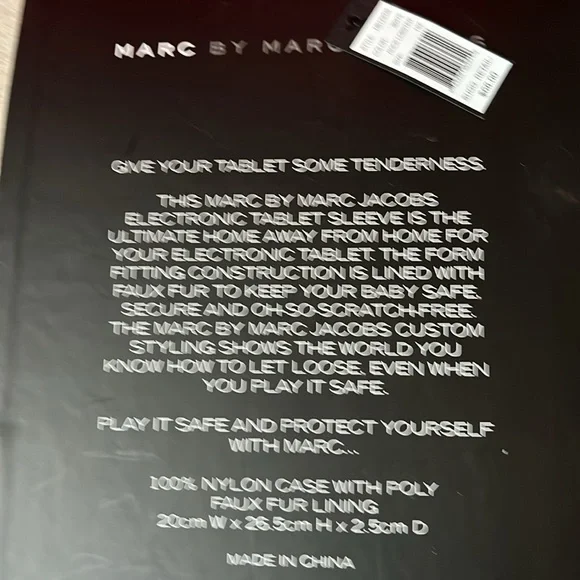 MARC BY MARC
GIVE YOUR TABLET SOME TENDERNESS.
THIS MARC BY MARC JACOBS
ELECTRONIC TABLET SLEEVE IS THE
ULTIMATE HOME AWAY FROM HOME FOR
YOUR ELECTRONIC TABLET. THE FORM
FITTING CONSTRUCTION IS LINED WITH
FAUX FUR TO KEEP YOUR BABY SAFE.
SECURE AND OH-SO-SCRATCH-FREE.
THE MARC BY MARC JACOBS CUSTOM
STYLING SHOWS THE WORLD YOU
KNOW HOW TO LET LOOSE. EVEN WHEN
YOU PLAY IT SAFE.
PLAY IT SAFE AND PROTECT YOURSELF
WITH MARC...
100% NYLON CASE WITH POLY
FAUX FUR LINING
20cm W x 26.5cm H x 2.5cm D
MADE IN CHINA